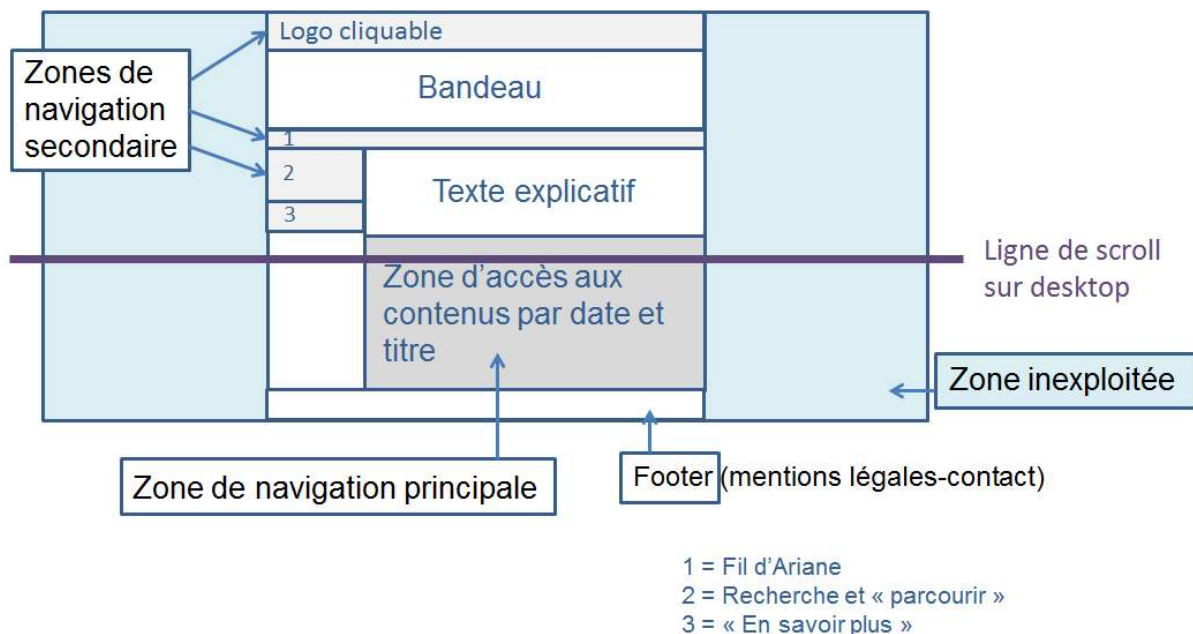 Logo cliquable
Zones de
navigation
secondaire
Bandeau
1
2
Texte explicatif
3
Ligne de scroll
sur desktop
Zone d'accès aux
contenus par date et
titre
Zone inexploitée
Zone de navigation principale
Footer (mentions légales-contact)
1 = Fil d'Ariane
2 = Recherche et « parcourir »
3 = « En savoir plus »